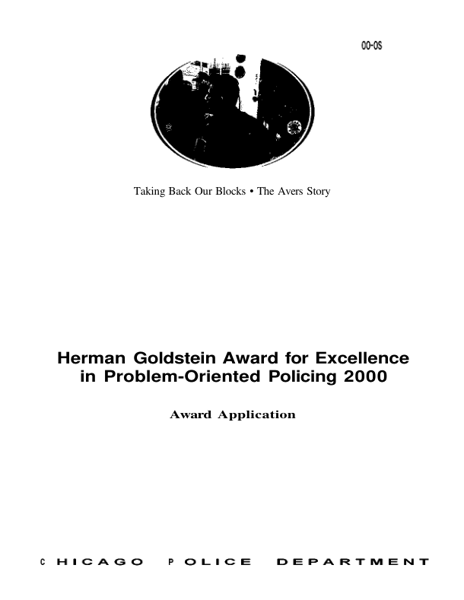 00-0S
Taking Back Our Blocks • The Avers Story
Herman Goldstein Award for Excellence
in Problem-Oriented Policing 2000
Award Application
CHICAGO POLICE DEPARTMENT